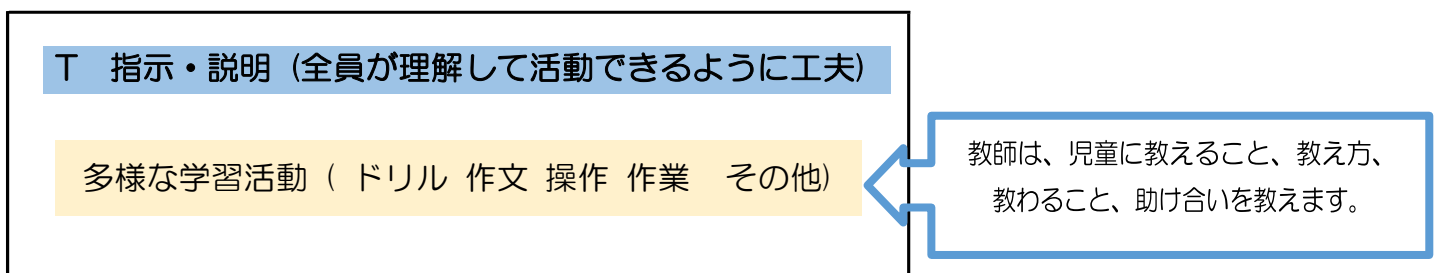 T　指示・説明（全員が理解して活動できるように工夫）
多様な学習活動（ ドリル 作文 操作 作業　その他）
教師は、児童に教えること、教え方、
教わること、助け合いを教えます。